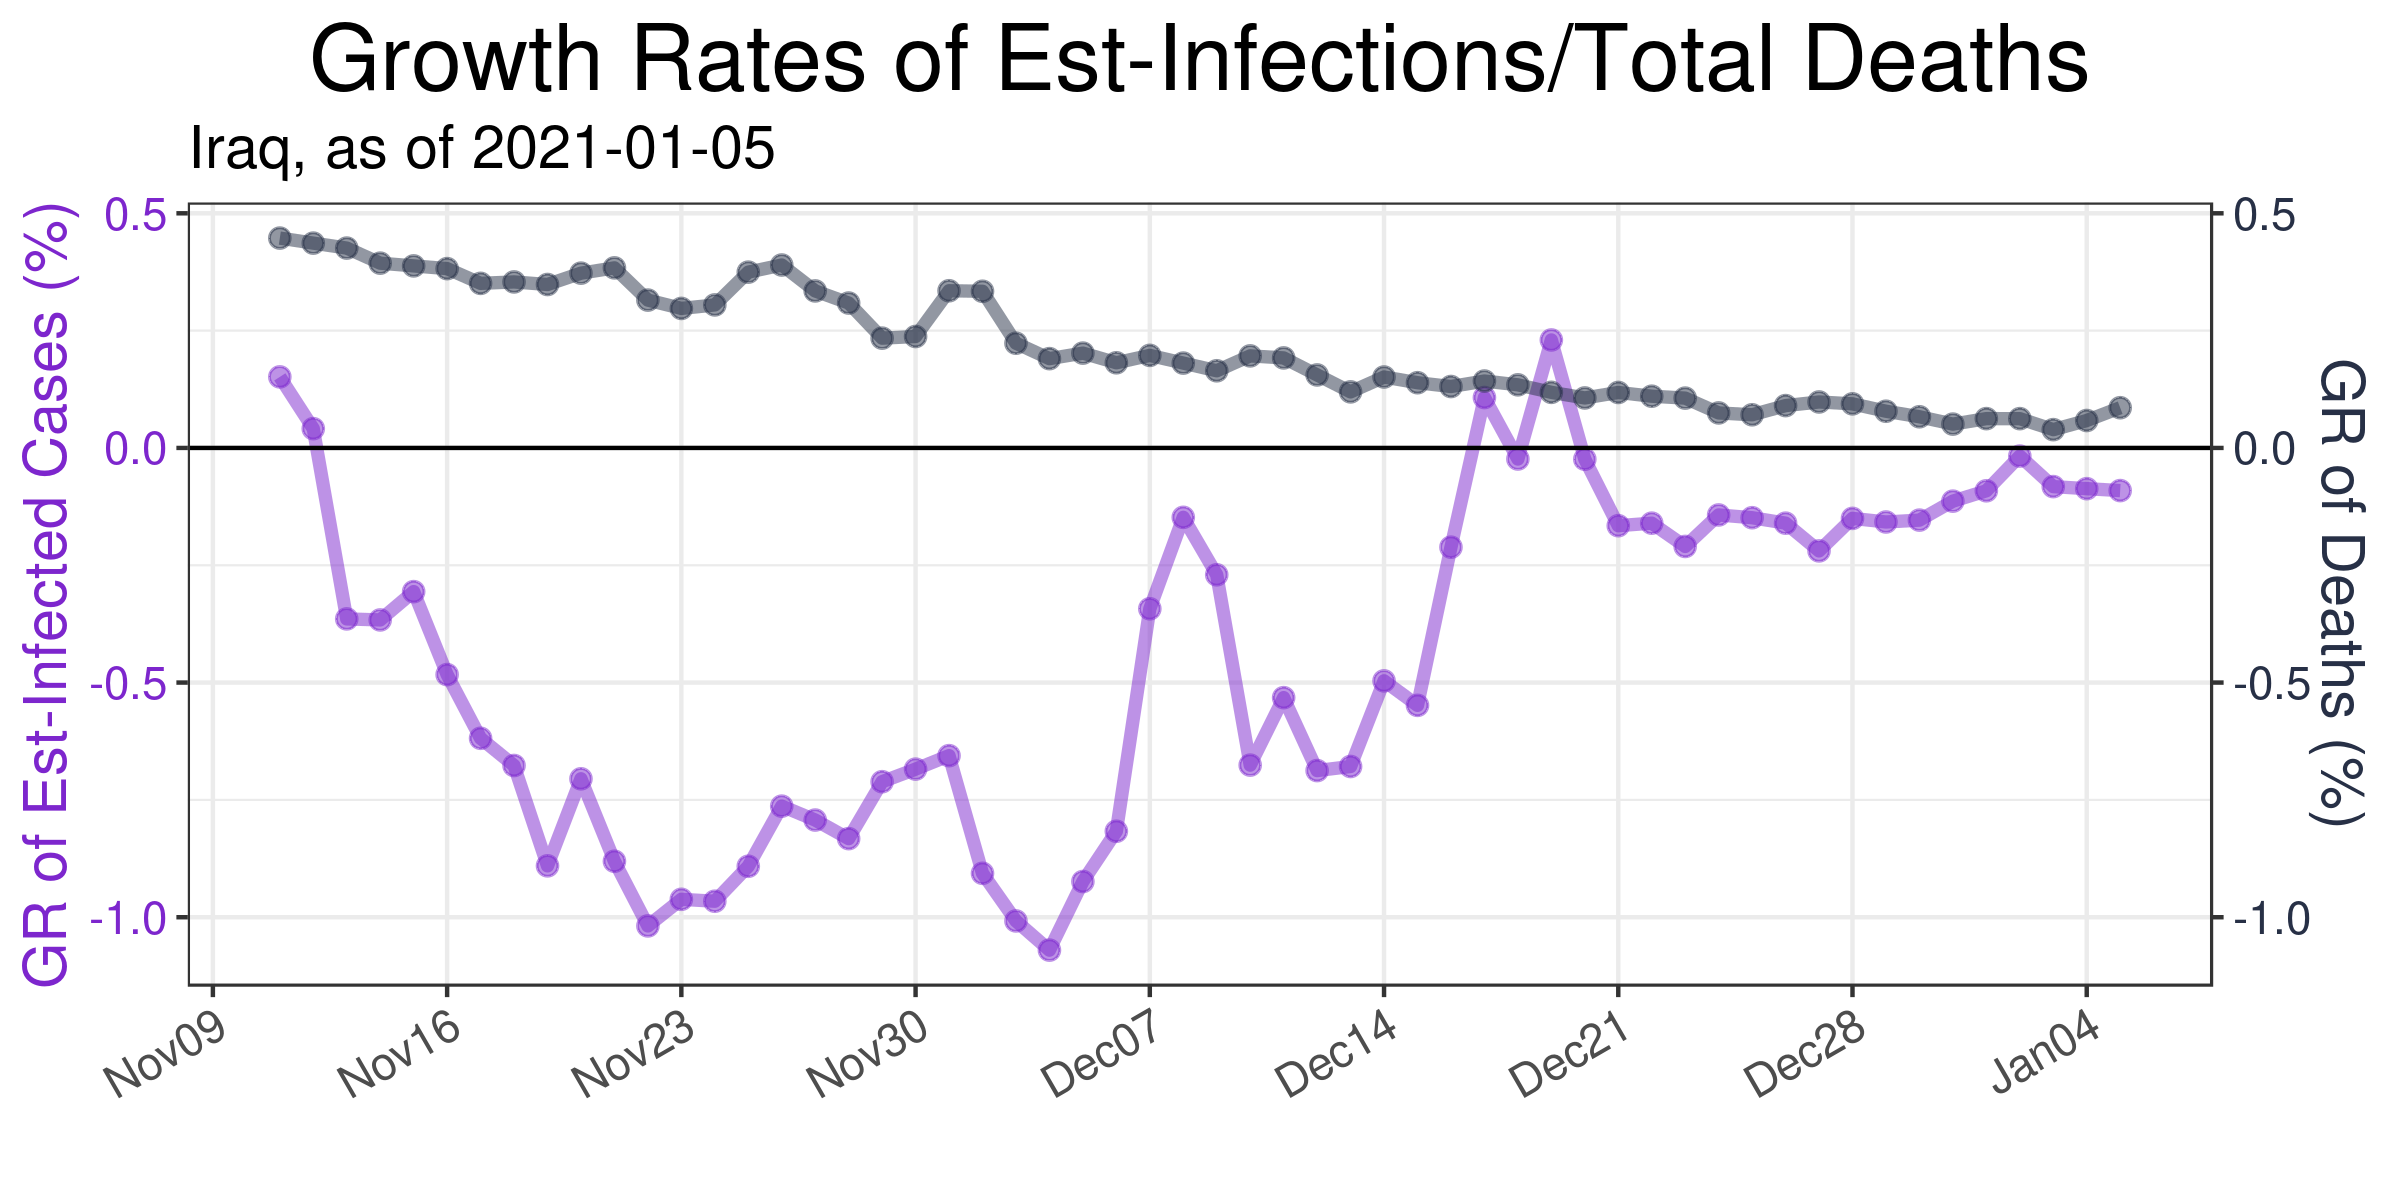 Growth Rates of Est-Infections/Total Deaths
Iraq, as of 2021-01-05
GR of Est-Infected Cases (%)
0.5
0.0
-0.5
-1.0
0.5
0.0
-0.5
-1.0
GR of Deaths (%)
Nov09
Nov16
Nov23
Nov30
Dec07
Dec14
Dec21
Dec28
Jan04